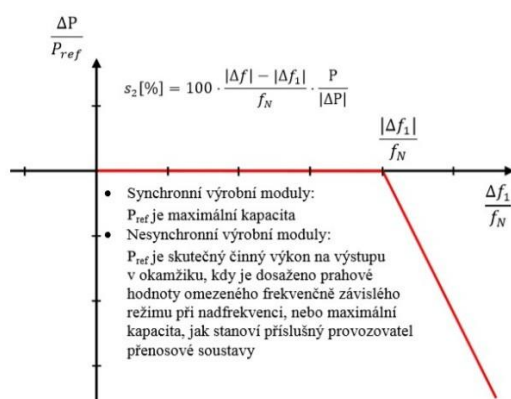 ΔP
P_ref
s₂[%] = 100 · |Δf| − |Δf₁| / f_N · P / |ΔP|
|Δf₁|
f_N
Δf₁
f_N
• Synchronní výrobní moduly:
P_ref je maximální kapacita
• Nesynchronní výrobní moduly:
P_ref je skutečný činný výkon na výstupu
v okamžiku, kdy je dosaženo prahové
hodnoty omezeného frekvenčně závislého
režimu při nadfrekvenci, nebo maximální
kapacita, jak stanoví příslušný provozovatel
přenosové soustavy